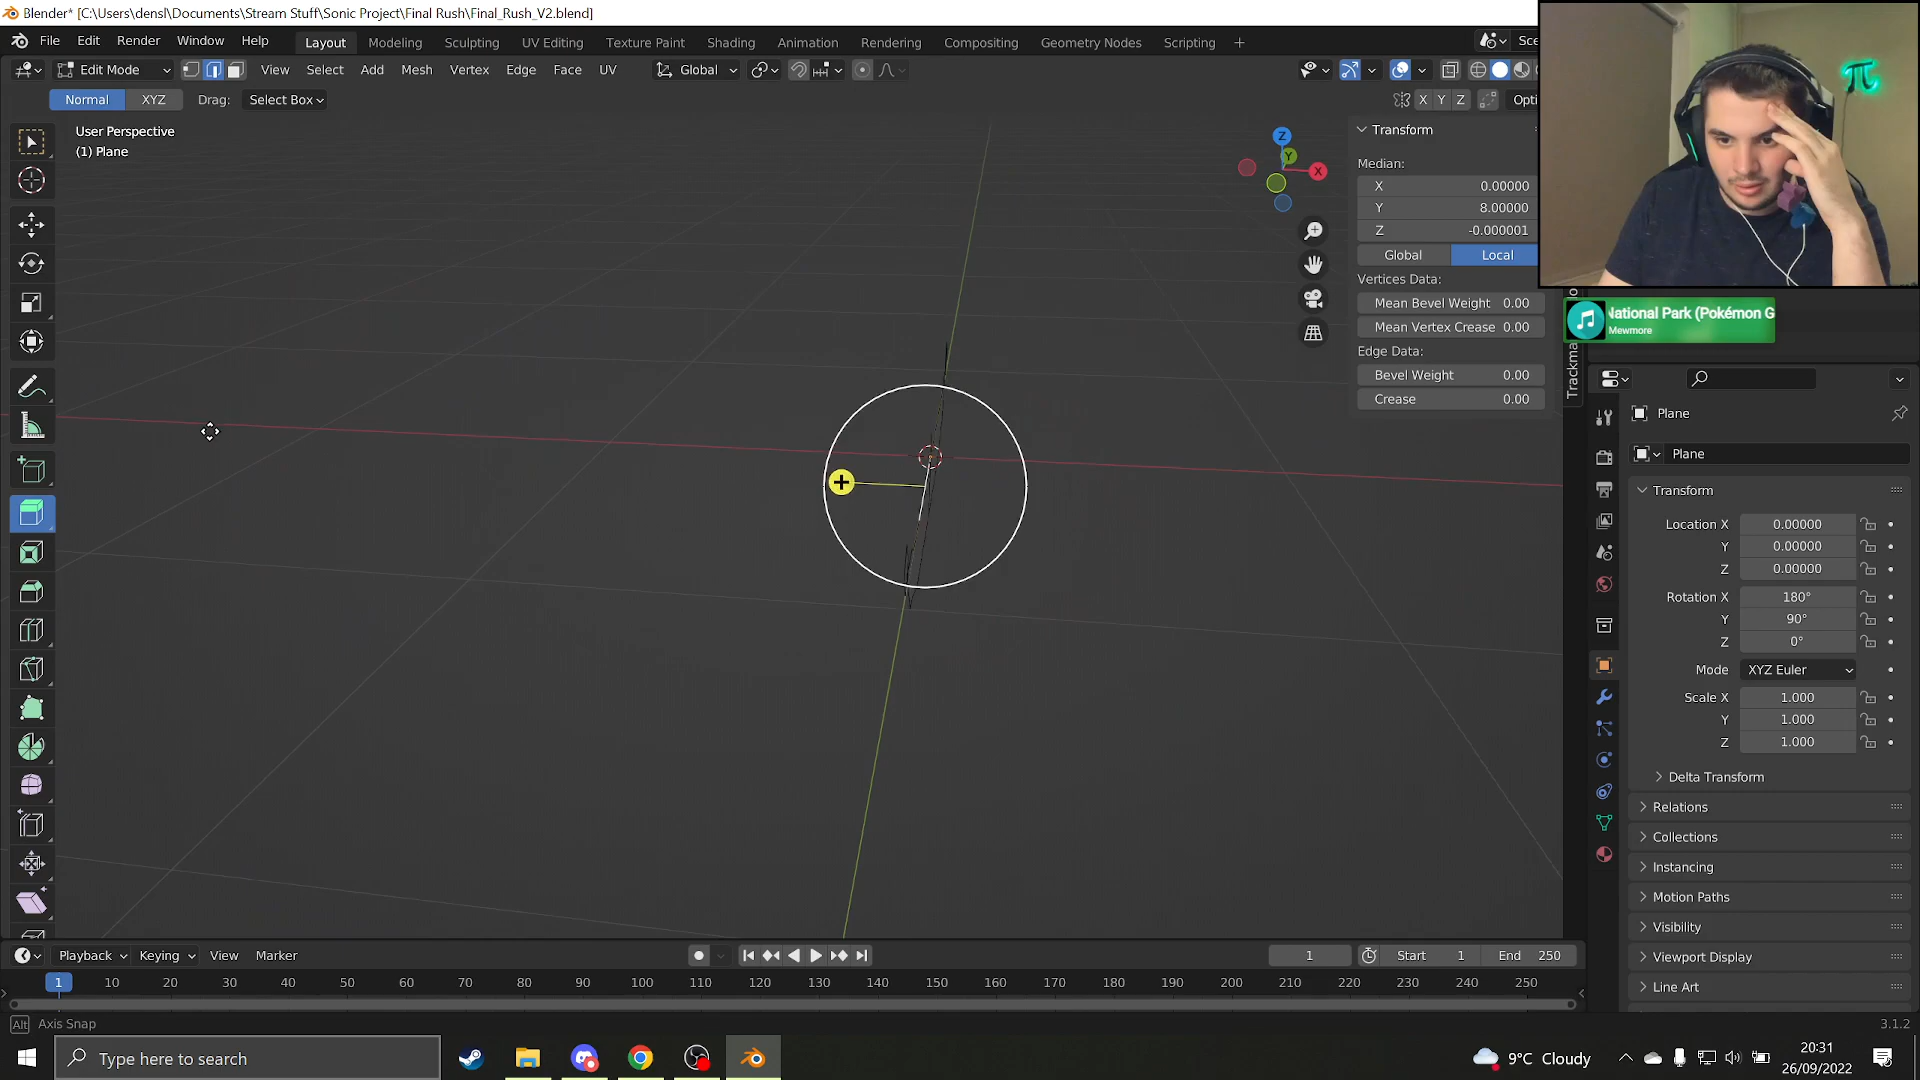 Blender* [C:\Users\densl\Documents\Stream Stuff\Sonic Project\Final Rush\Final_Rush_V2.blend]
File Edit Render Window Help Layout Modeling Sculpting UV Editing Texture Paint Shading Animation Rendering Compositing Geometry Nodes Scripting + Sce
Edit Mode View Select Add Mesh Vertex Edge Face UV Global
Normal XYZ Drag: Select Box X Y Z Opti
User Perspective
(1) Plane
Z
Y
X
Transform
Median:
X 0.00000
Y 8.00000
Z -0.000001
Global Local
Vertices Data:
Mean Bevel Weight 0.00
Mean Vertex Crease 0.00
Edge Data:
Bevel Weight 0.00
Crease 0.00
π
National Park (Pokémon G
Mewmore
Trackma
Plane
Plane
Transform
Location X 0.00000
Y 0.00000
Z 0.00000
Rotation X 180°
Y 90°
Z 0°
Mode XYZ Euler
Scale X 1.000
Y 1.000
Z 1.000
Delta Transform
Relations
Collections
Instancing
Motion Paths
Visibility
Viewport Display
Line Art
Playback Keying View Marker 1 Start 1 End 250
1 10 20 30 40 50 60 70 80 90 100 110 120 130 140 150 160 170 180 190 200 210 220 230 240 250
Alt Axis Snap 3.1.2
Type here to search
9°C Cloudy
20:31
26/09/2022